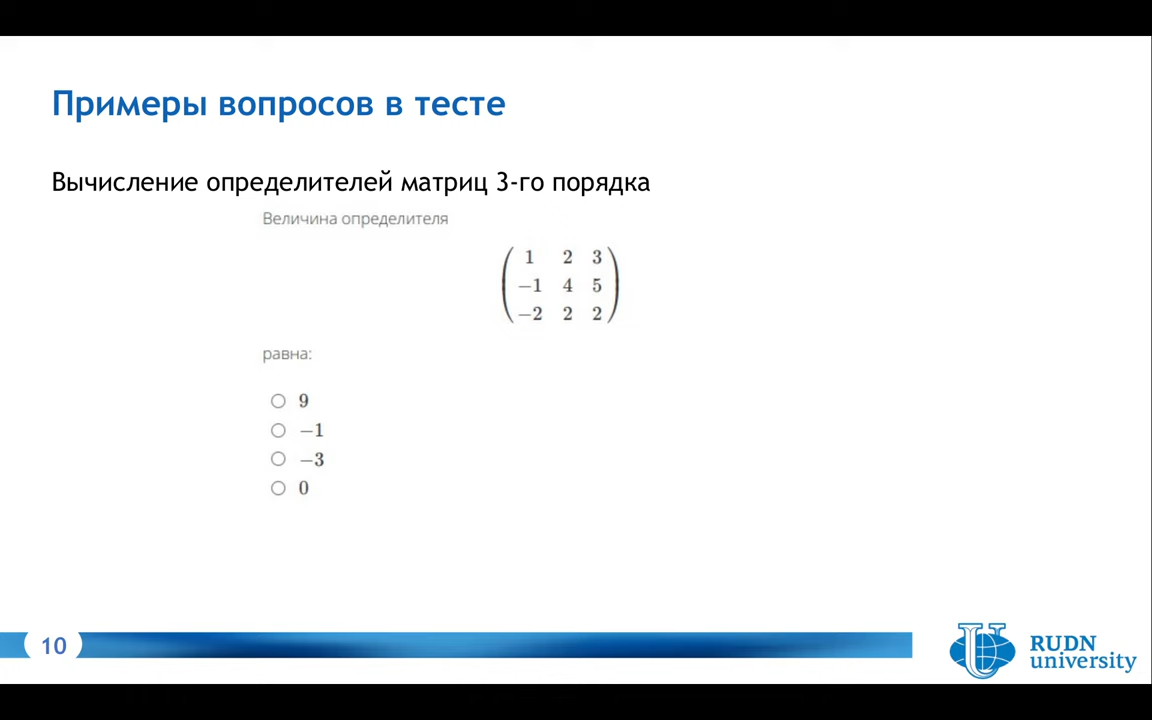 Примеры вопросов в тесте
Вычисление определителей матриц 3-го порядка
Величина определителя
1 2 3
−1 4 5
−2 2 2
равна:
9
−1
−3
0
10
RUDN
university